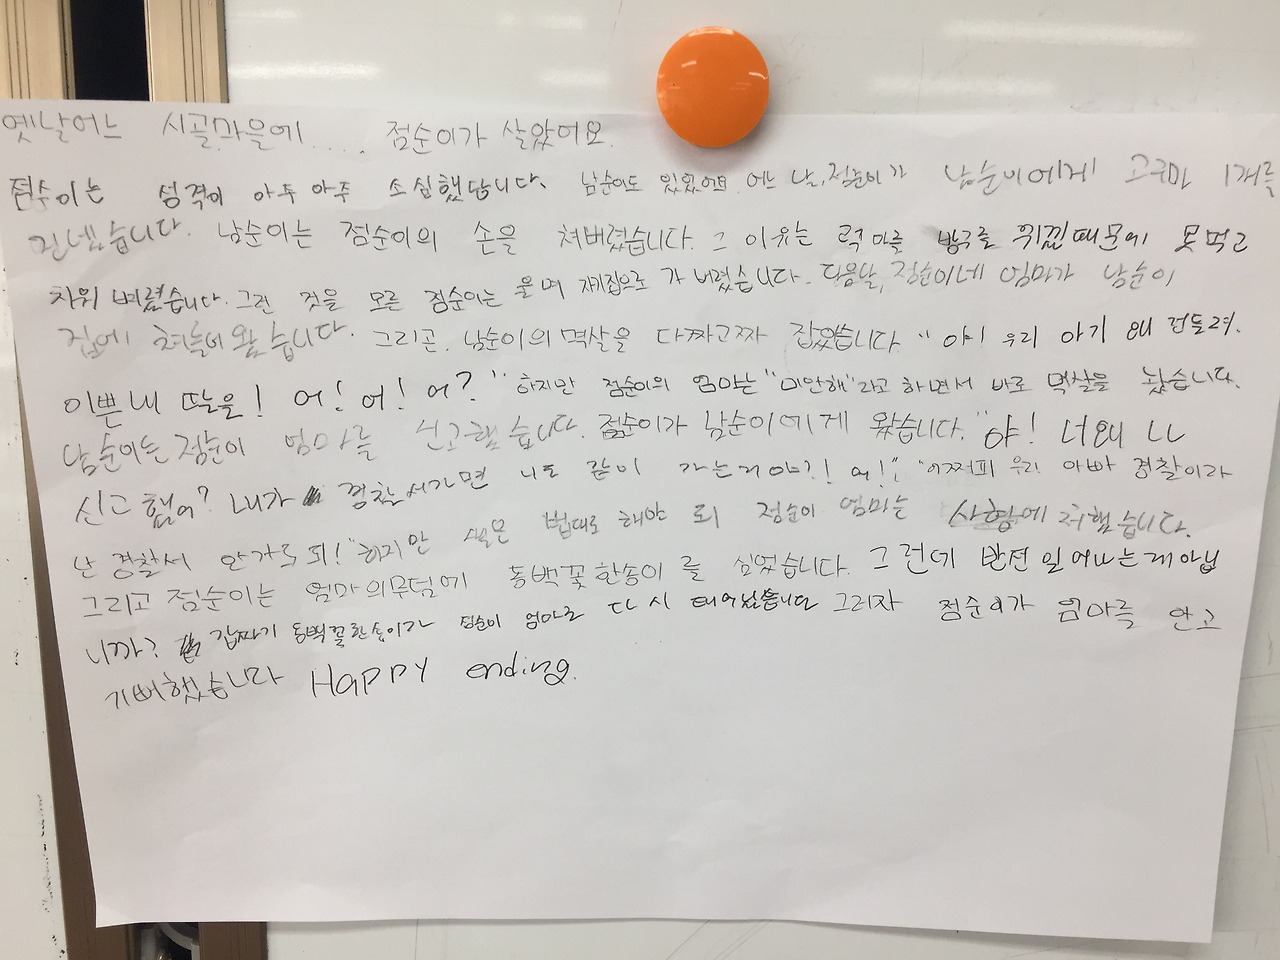 옛날어느 시골마을에..... 점순이가 살았어요.
점순이는 성격이 아주 아주 소심했답니다. 남순이도 있었어요. 어느 날, 점순이가 남순이에게 고구마 1개를
건넸습니다. 남순이는 점순이의 손을 쳐버렸습니다. 그 이유는 방구를 뀌었기 때문에 못먹고
치워 버렸습니다. 그런 것을 모른 점순이는 울며 제집으로 가 버렸습니다. 다음날, 점순이네 엄마가 남순이
집에 쳐들어왔습니다. 그리곤, 남순이의 멱살을 다짜고짜 잡았습니다. "야! 우리 아기 왜 건들려.
이쁜 내 딸을! 어! 어! 어?" 하지만 점순이의 엄마는 "미안해"라고 하면서 바로 멱살을 놨습니다.
남순이는 점순이 엄마를 신고했습니다. 점순이가 남순이에게 왔습니다. "야! 너왜
신고했어? 내가 경찰서가면 너도 같이 가는거야?! 어!" "어쩌피 우리 아빠 경찰이라
난 경찰서 안가도 되!" 하지만 법대로 해야 되 점순이 엄마는 사형에 처했습니다.
그리고 점순이는 엄마의무덤에 동백꽃한송이를 심었습니다. 그런데 반전 일어나는게아닙
니까? 갑짜기 동백꽃한송이가 점순이 엄마로 다시 태어났습니다 그러자 점순이가 엄마를 안고
기뻐했습니다 HAPPY ending.